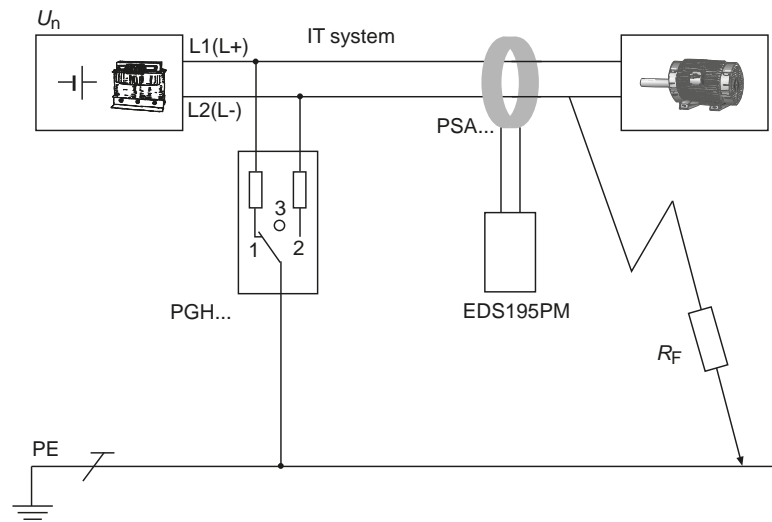 Un
L1(L+)
IT system
L2(L-)
PSA...
3
1
2
PGH...
EDS195PM
RF
PE